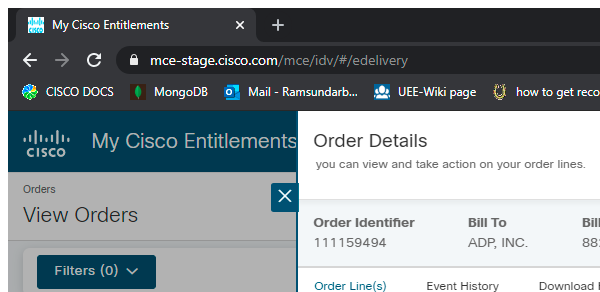 My Cisco Entitlements
mce-stage.cisco.com/mce/idv/#/edelivery
CISCO DOCS MongoDB Mail - Ramsundarb... UEE-Wiki page how to get reco
CISCO
My Cisco Entitlements
Orders
View Orders
Filters (0)
Order Details
you can view and take action on your order lines.
Order Identifier Bill To
111159494 ADP, INC.
Order Line(s) Event History Download